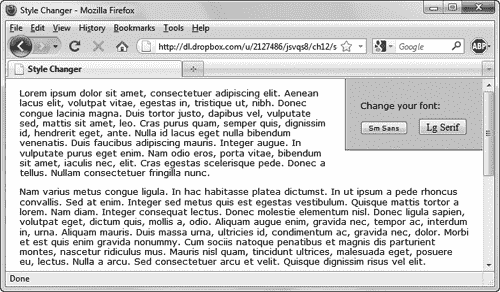 Style Changer - Mozilla Firefox
File Edit View History Bookmarks Tools Help
http://dl.dropbox.com/u/2127486/jsvqs8/ch12/s
Google
ABP
Style Changer
Lorem ipsum dolor sit amet, consectetuer adipiscing elit. Aenean
lacus elit, volutpat vitae, egestas in, tristique ut, nibh. Donec
congue lacinia magna. Duis tortor justo, dapibus vel, vulputate
sed, mattis sit amet, leo. Cras purus quam, semper quis, dignissim
id, hendrerit eget, ante. Nulla id lacus eget nulla bibendum
venenatis. Duis faucibus adipiscing mauris. Integer augue. In
vulputate purus eget enim. Nam odio eros, porta vitae, bibendum
sit amet, iaculis nec, elit. Cras egestas scelerisque pede. Donec a
tellus. Nullam consectetuer fringilla nunc.
Change your font:
Sm Sans
Lg Serif
Nam varius metus congue ligula. In hac habitasse platea dictumst. In ut ipsum a pede rhoncus
convallis. Sed at enim. Integer sed metus quis est egestas vestibulum. Quisque mattis tortor a
lorem. Nam diam. Integer consequat lectus. Donec molestie elementum nisl. Donec ligula sapien,
volutpat eget, dictum quis, mollis a, odio. Aliquam augue enim, gravida nec, tempor ac, interdum
in, urna. Aliquam mauris. Duis massa urna, ultricies id, condimentum ac, gravida nec, dolor. Morbi
et est quis enim gravida nonummy. Cum sociis natoque penatibus et magnis dis parturient
montes, nascetur ridiculus mus. Mauris nisl quam, tincidunt ultrices, malesuada eget, posuere
eu, lectus. Nulla a arcu. Sed consectetuer arcu et velit. Quisque dignissim risus vel elit.
Done